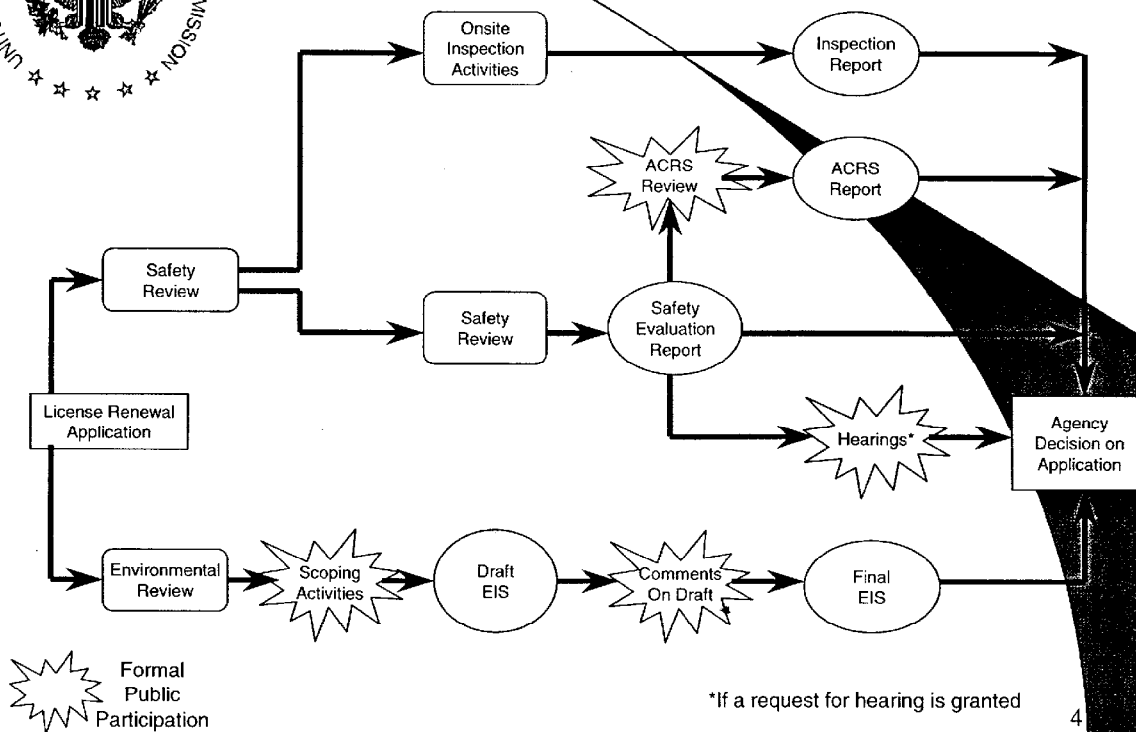 UNITE
MISSION
Onsite
Inspection
Activities
Inspection
Report
ACRS
Review
ACRS
Report
Safety
Review
Safety
Review
Safety
Evaluation
Report
License Renewal
Application
Hearings*
Agency
Decision on
Application
Environmental
Review
Scoping
Activities
Draft
EIS
Comments
On Draft
Final
EIS
Formal
Public
Participation
*If a request for hearing is granted
4